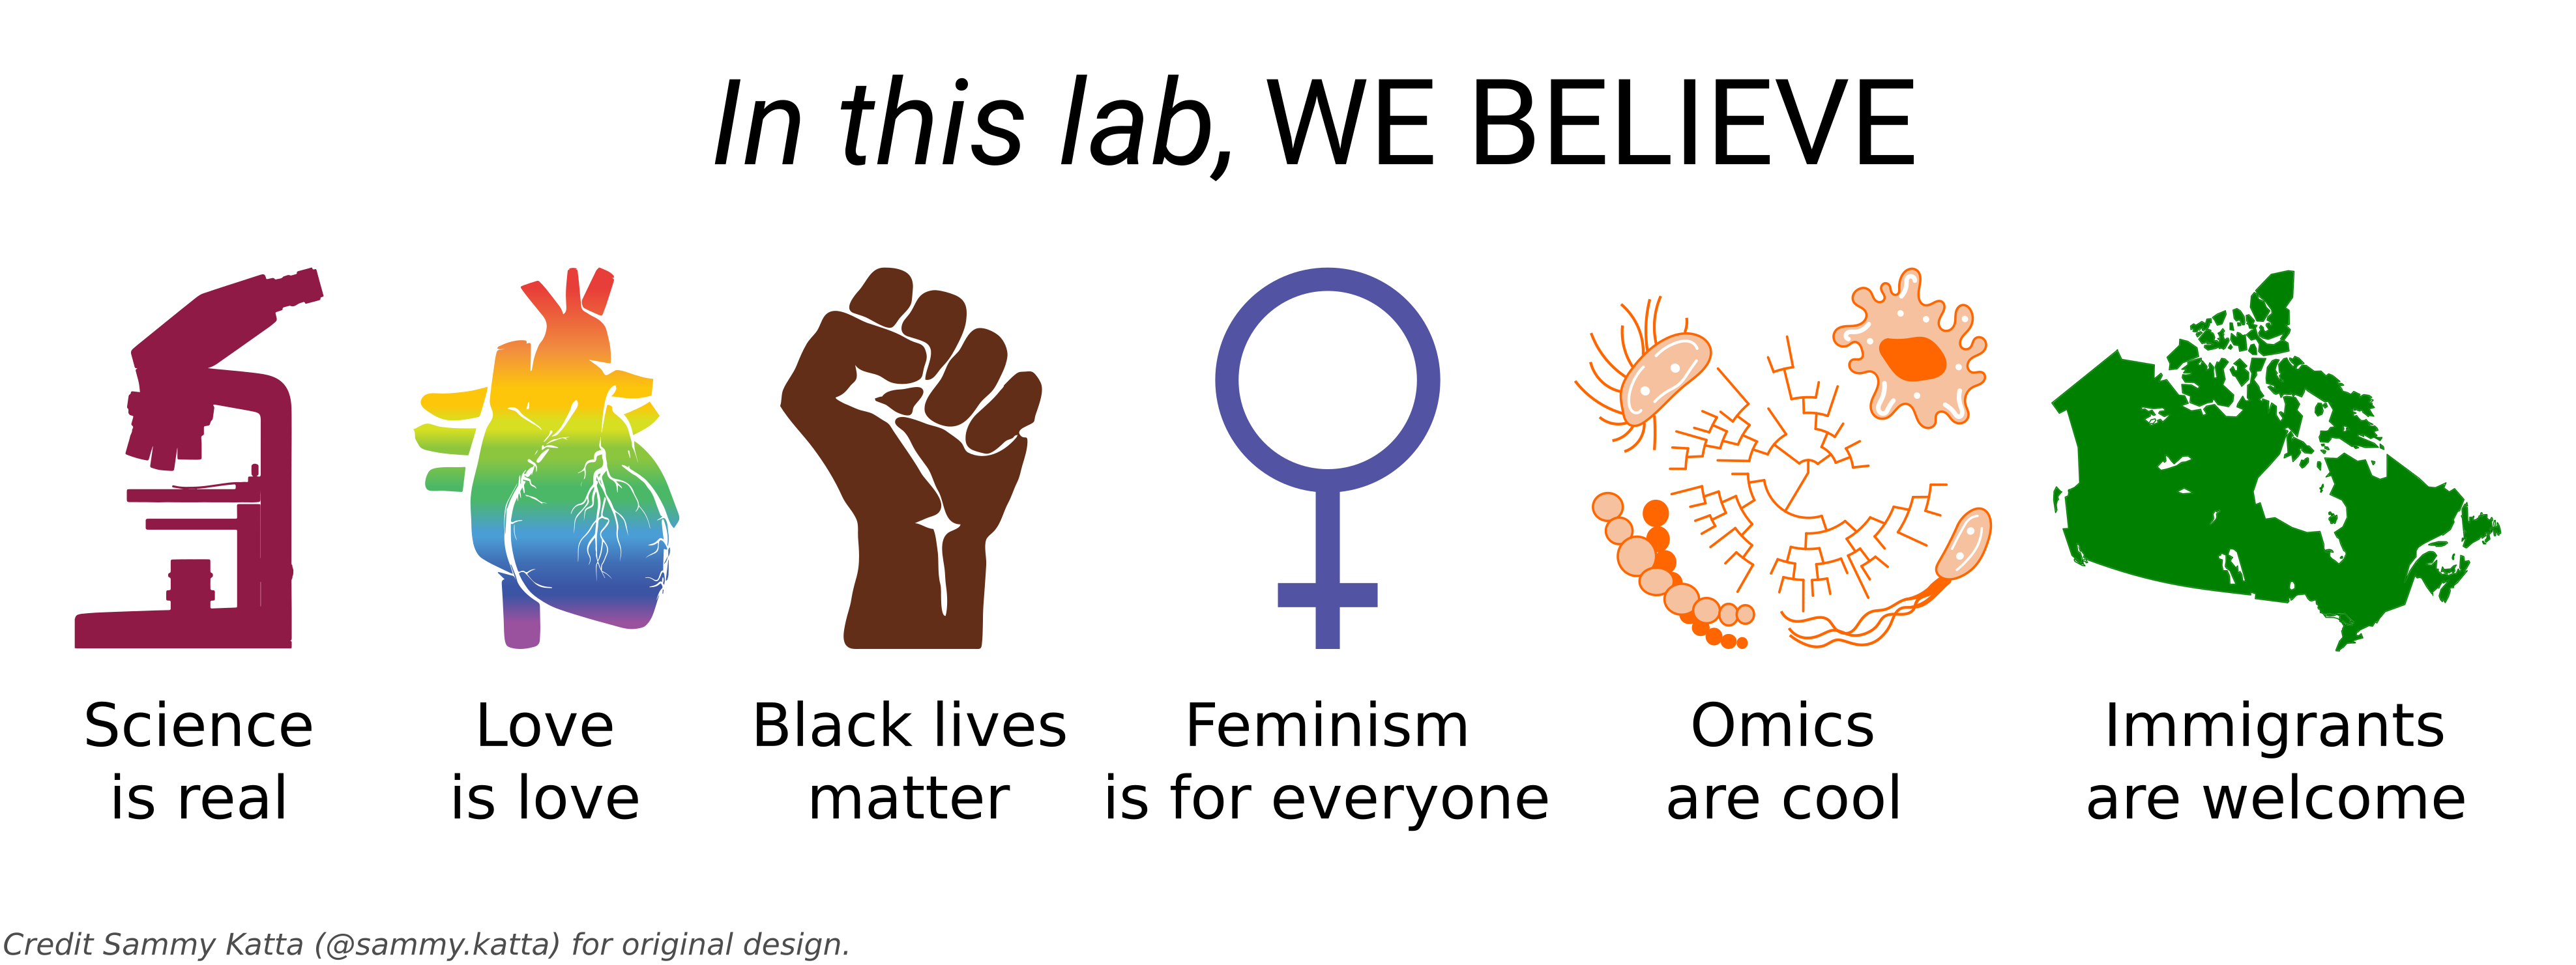 In this lab, WE BELIEVE
Science
is real
Love
is love
Black lives
matter
Feminism
is for everyone
Omics
are cool
Immigrants
are welcome
Credit Sammy Katta (@sammy.katta) for original design.